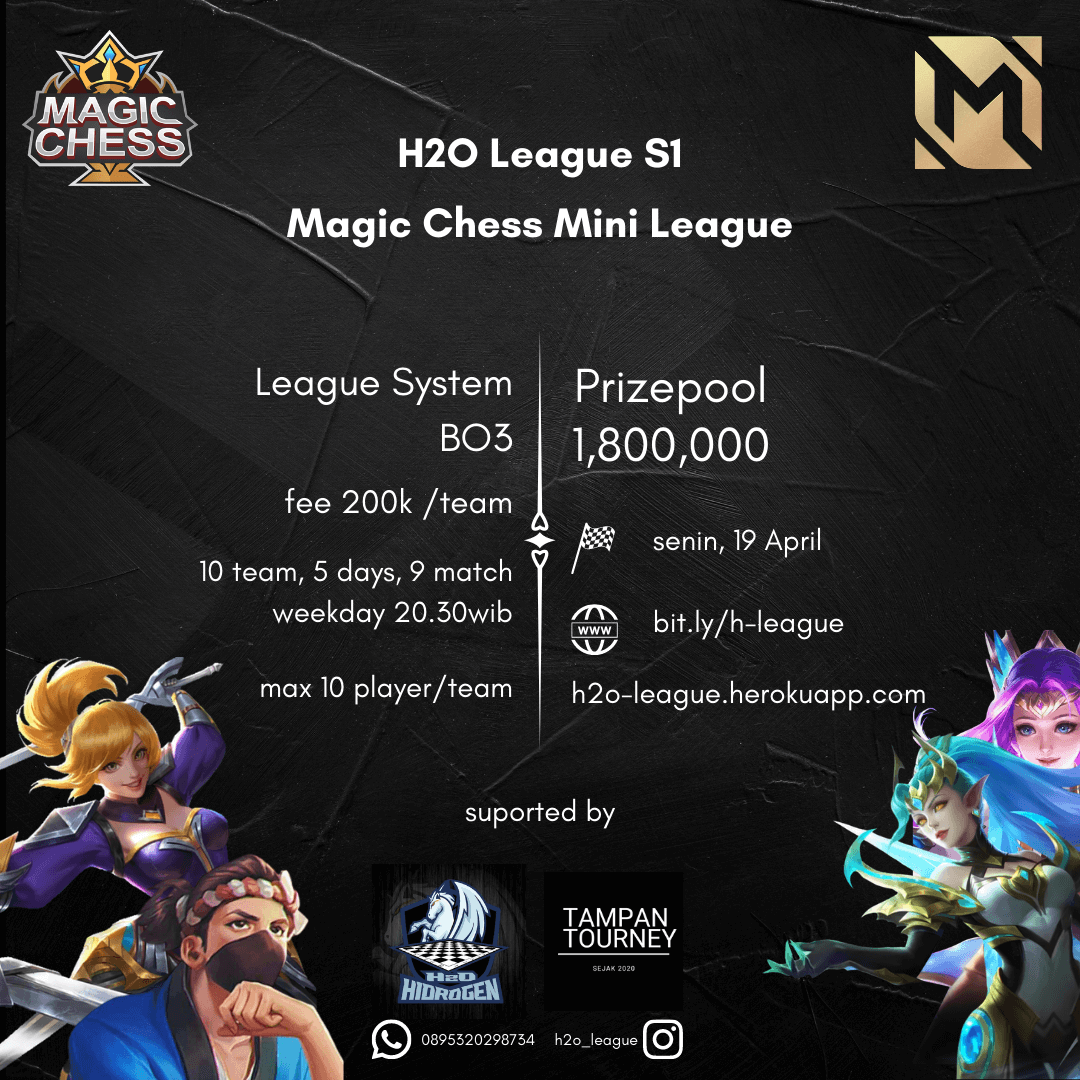 MAGIC
CHESS
M
H2O League S1
Magic Chess Mini League
League System
BO3
fee 200k /team
10 team, 5 days, 9 match
weekday 20.30wib
max 10 player/team
Prizepool
1,800,000
senin, 19 April
WWW
bit.ly/h-league
h2o-league.herokuapp.com
suported by
H2O
HIDROGEN
TAMPAN
TOURNEY
SEJAK 2020
0895320298734
h2o_league